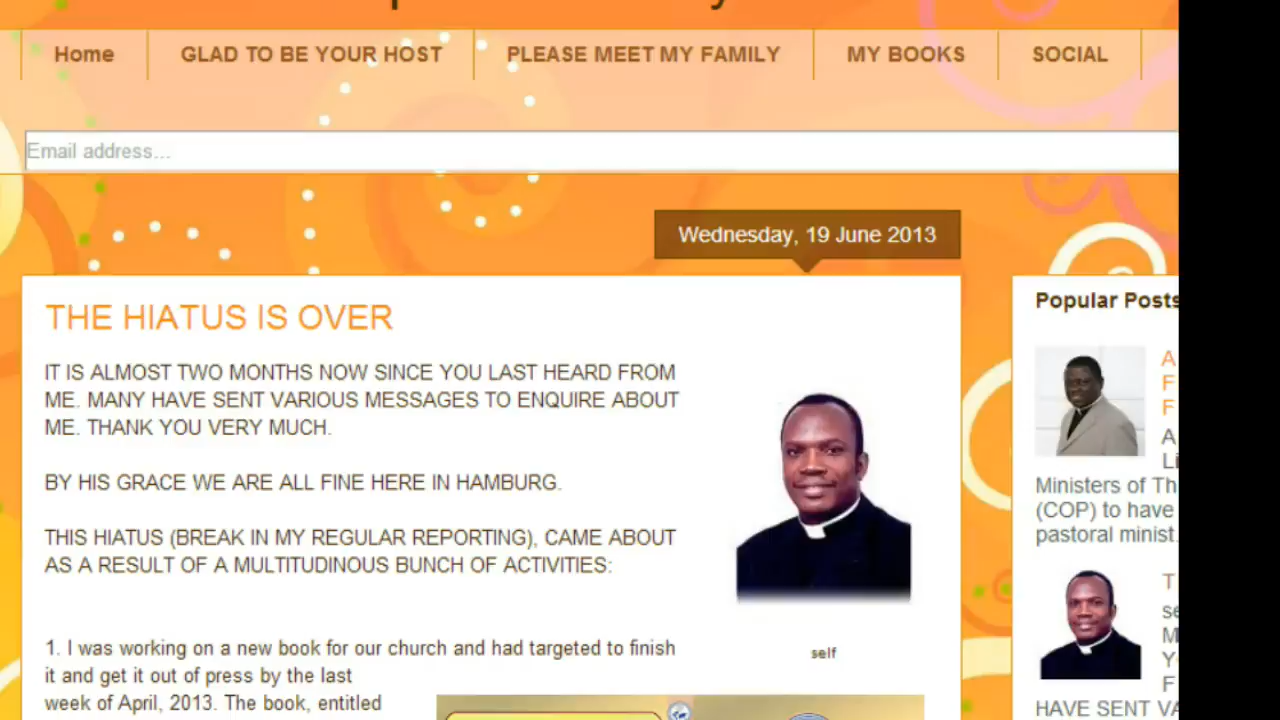 Home GLAD TO BE YOUR HOST PLEASE MEET MY FAMILY MY BOOKS SOCIAL
Email address...
Wednesday, 19 June 2013
THE HIATUS IS OVER
IT IS ALMOST TWO MONTHS NOW SINCE YOU LAST HEARD FROM
ME. MANY HAVE SENT VARIOUS MESSAGES TO ENQUIRE ABOUT
ME. THANK YOU VERY MUCH.
BY HIS GRACE WE ARE ALL FINE HERE IN HAMBURG.
THIS HIATUS (BREAK IN MY REGULAR REPORTING), CAME ABOUT
AS A RESULT OF A MULTITUDINOUS BUNCH OF ACTIVITIES:
1. I was working on a new book for our church and had targeted to finish
it and get it out of press by the last
week of April, 2013. The book, entitled
self
Popular Posts
A
F
F
A
Li
Ministers of Th
(COP) to have
pastoral minist.
T
se
M
Y
F
HAVE SENT VA